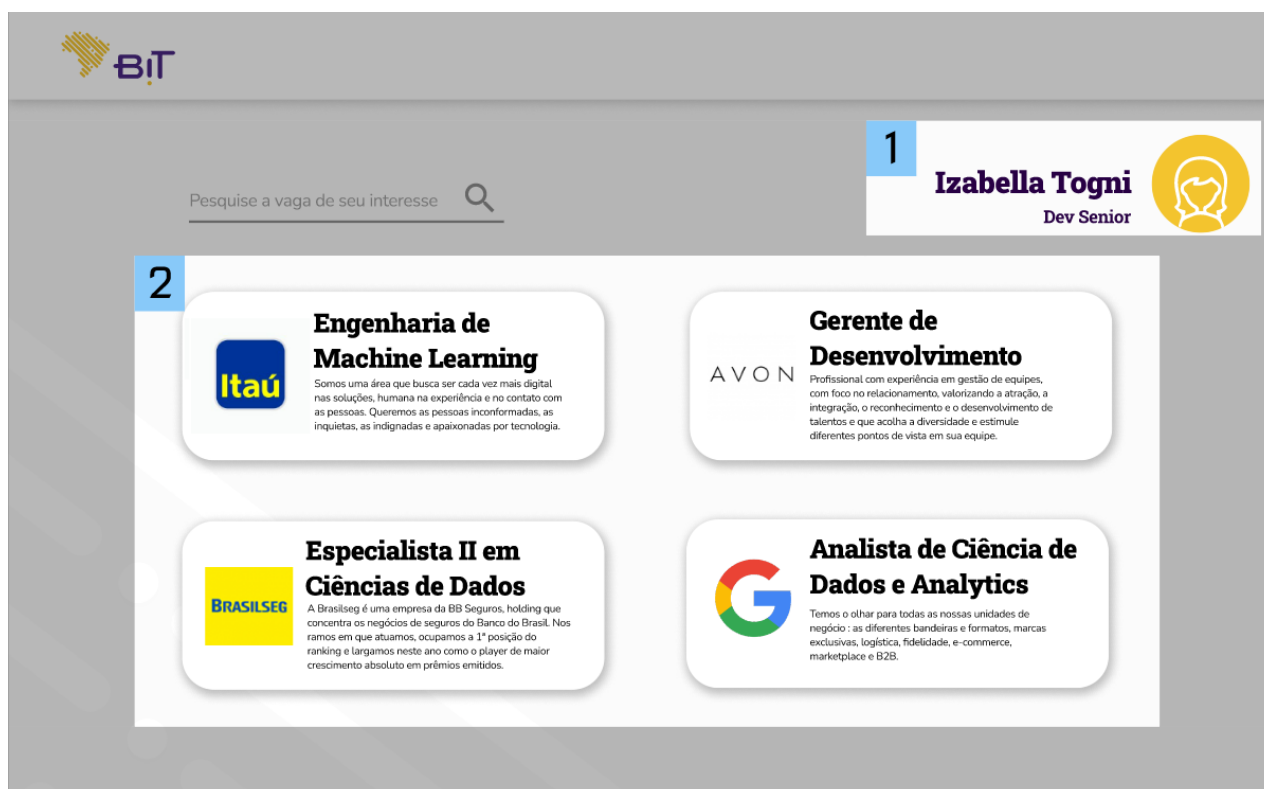 BiT
1
Izabella Togni
Dev Senior
Pesquise a vaga de seu interesse
2
Itaú
Engenharia de
Machine Learning
Somos uma área que busca ser cada vez mais digital
nas soluções, humana na experiência e no contato com
as pessoas. Queremos as pessoas inconformadas, as
inquietas, as indignadas e apaixonadas por tecnologia.
AVON
Gerente de
Desenvolvimento
Profissional com experiência em gestão de equipes,
com foco no relacionamento, valorizando a atração, a
integração, o reconhecimento e o desenvolvimento de
talentos e que acolha a diversidade e estimule
diferentes pontos de vista em sua equipe.
BRASILSEG
Especialista II em
Ciências de Dados
A Brasilseg é uma empresa da BB Seguros, holding que
concentra os negócios de seguros do Banco do Brasil. Nos
ramos em que atuamos, ocupamos a 1ª posição do
ranking e largamos neste ano como o player de maior
crescimento absoluto em prêmios emitidos.
G
Analista de Ciência de
Dados e Analytics
Temos o olhar para todas as nossas unidades de
negócio : as diferentes bandeiras e formatos, marcas
exclusivas, logística, fidelidade, e-commerce,
marketplace e B2B.